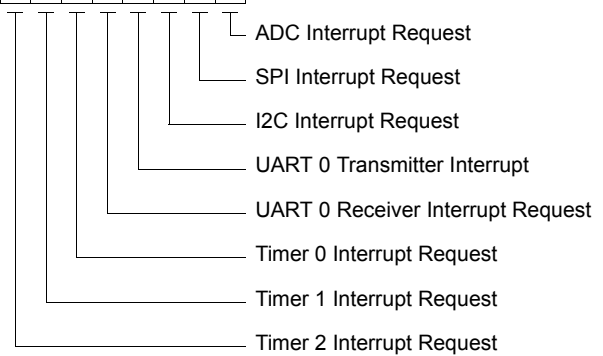 ADC Interrupt Request
SPI Interrupt Request
I2C Interrupt Request
UART 0 Transmitter Interrupt
UART 0 Receiver Interrupt Request
Timer 0 Interrupt Request
Timer 1 Interrupt Request
Timer 2 Interrupt Request